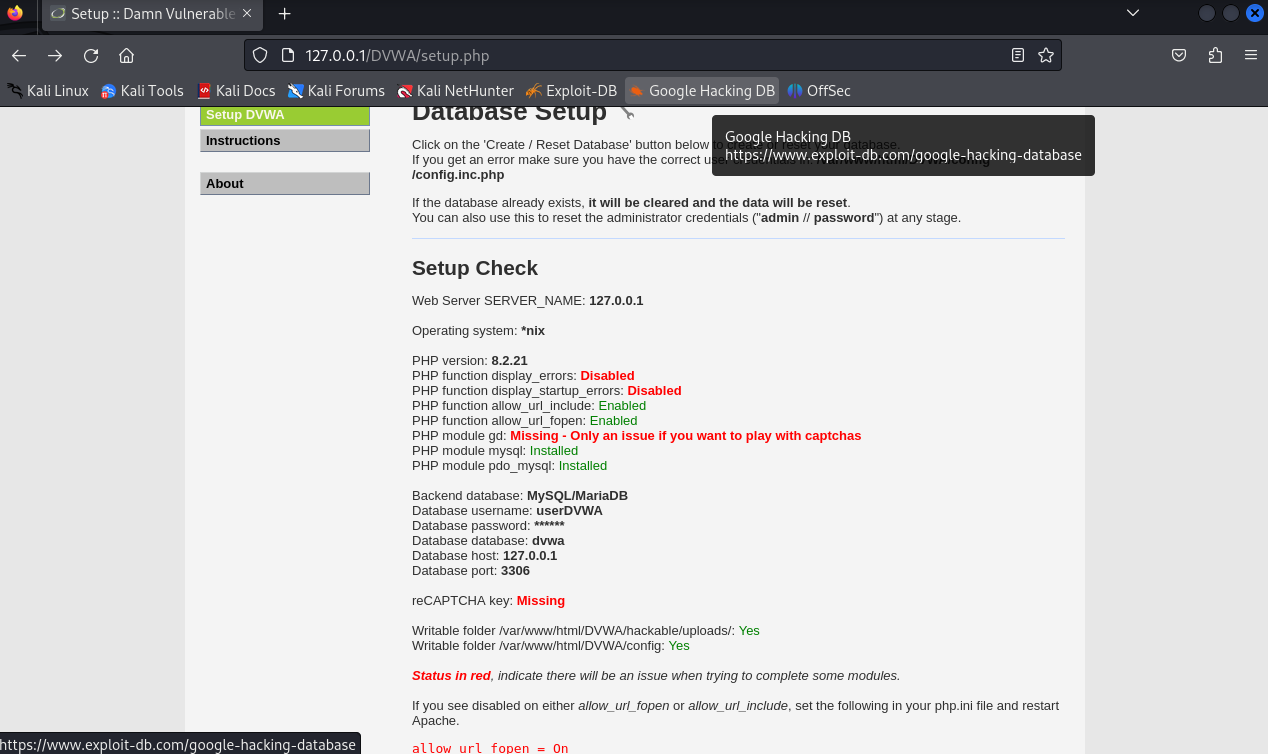 Setup :: Damn Vulnerable
127.0.0.1/DVWA/setup.php
Kali Linux
Kali Tools
Kali Docs
Kali Forums
Kali NetHunter
Exploit-DB
Google Hacking DB
OffSec
Google Hacking DB
https://www.exploit-db.com/google-hacking-database
Setup DVWA
Instructions
About
Database Setup
Click on the 'Create / Reset Database' button below to create or reset your database.
If you get an error make sure you have the correct user credentials in:
/config.inc.php
If the database already exists, it will be cleared and the data will be reset.
You can also use this to reset the administrator credentials ("admin // password") at any stage.
Setup Check
Web Server SERVER_NAME: 127.0.0.1
Operating system: *nix
PHP version: 8.2.21
PHP function display_errors: Disabled
PHP function display_startup_errors: Disabled
PHP function allow_url_include: Enabled
PHP function allow_url_fopen: Enabled
PHP module gd: Missing - Only an issue if you want to play with captchas
PHP module mysql: Installed
PHP module pdo_mysql: Installed
Backend database: MySQL/MariaDB
Database username: userDVWA
Database password: ******
Database database: dvwa
Database host: 127.0.0.1
Database port: 3306
reCAPTCHA key: Missing
Writable folder /var/www/html/DVWA/hackable/uploads/: Yes
Writable folder /var/www/html/DVWA/config: Yes
Status in red, indicate there will be an issue when trying to complete some modules.
If you see disabled on either allow_url_fopen or allow_url_include, set the following in your php.ini file and restart
Apache.
allow_url_fopen = On
https://www.exploit-db.com/google-hacking-database